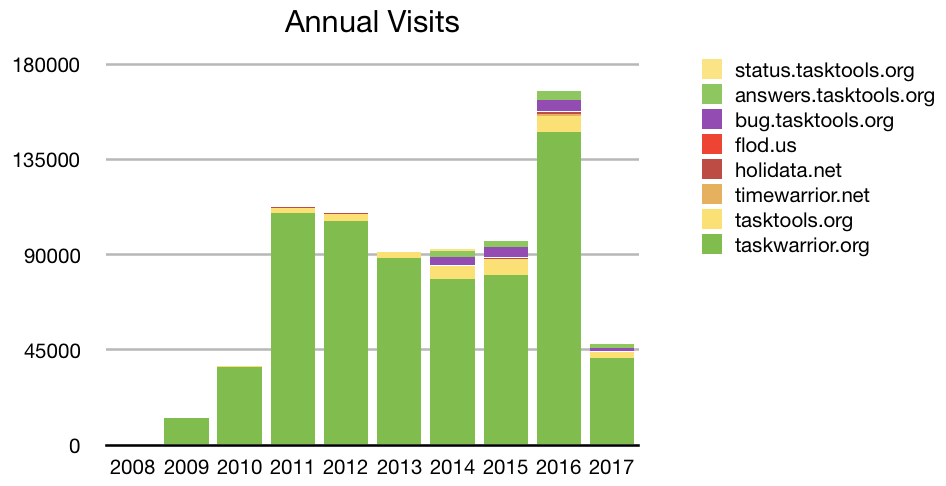 Annual Visits
180000
135000
90000
45000
0
2008 2009 2010 2011 2012 2013 2014 2015 2016 2017
status.tasktools.org
answers.tasktools.org
bug.tasktools.org
flod.us
holidata.net
timewarrior.net
tasktools.org
taskwarrior.org